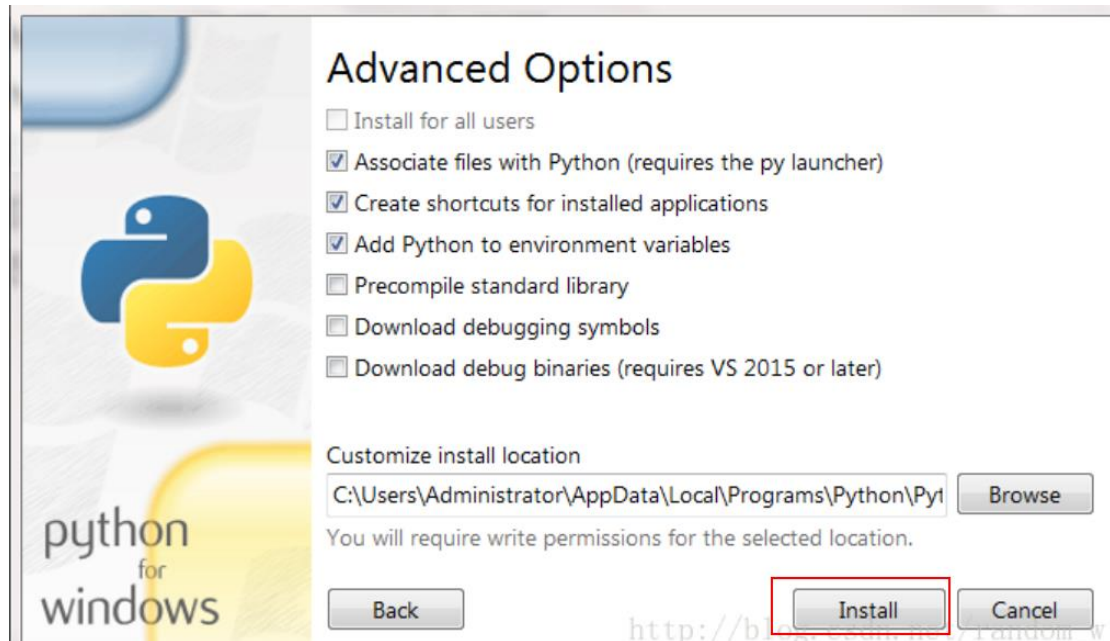 Advanced Options
Install for all users
Associate files with Python (requires the py launcher)
Create shortcuts for installed applications
Add Python to environment variables
Precompile standard library
Download debugging symbols
Download debug binaries (requires VS 2015 or later)
Customize install location
C:\Users\Administrator\AppData\Local\Programs\Python\Pyt
Browse
You will require write permissions for the selected location.
python
for
windows
Back
Install
Cancel
http://blog.csdn.net/random_w